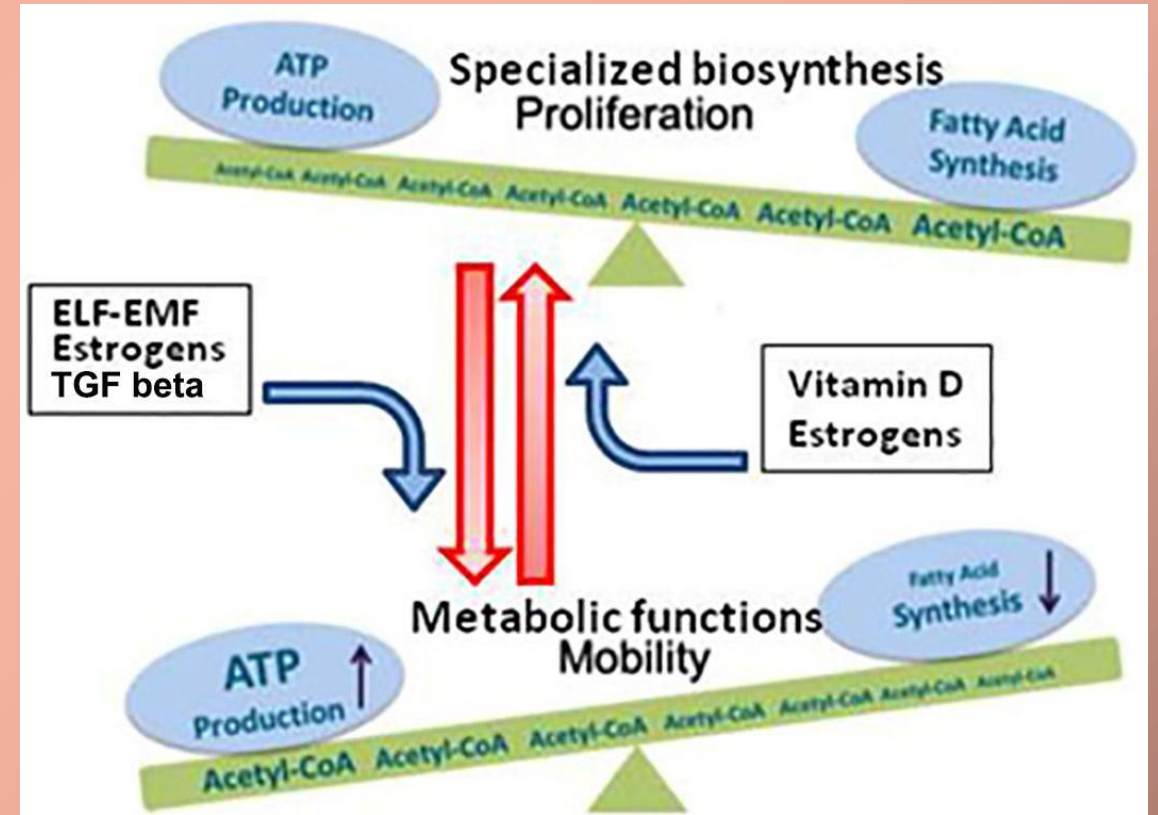 ATP
Production
Specialized biosynthesis
Proliferation
Fatty Acid
Synthesis
Acetyl-CoA Acetyl-CoA Acetyl-CoA Acetyl-CoA Acetyl-CoA Acetyl-CoA Acetyl-CoA
ELF-EMF
Estrogens
TGF beta
Vitamin D
Estrogens
Metabolic functions
Mobility
Fatty Acid
Synthesis
ATP
Production
Acetyl-CoA Acetyl-CoA Acetyl-CoA Acetyl-CoA Acetyl-CoA Acetyl-CoA Acetyl-CoA